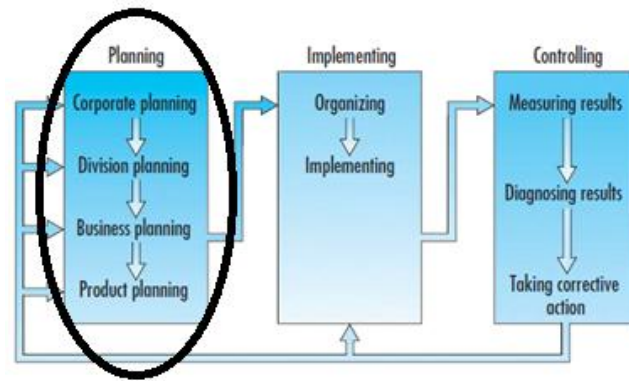 Planning
Corporate planning
Division planning
Business planning
Product planning
Implementing
Organizing
Implementing
Controlling
Measuring results
Diagnosing results
Taking corrective
action